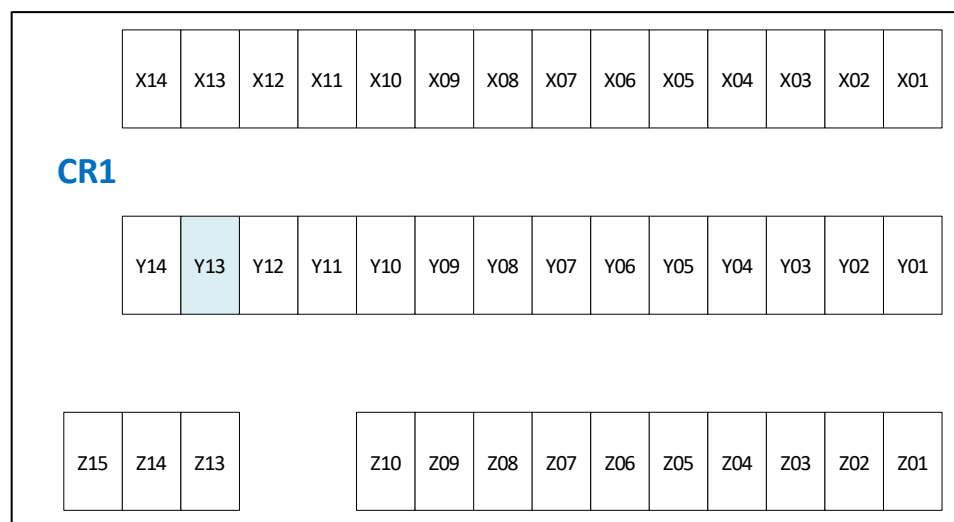 X14 X13 X12 X11 X10 X09 X08 X07 X06 X05 X04 X03 X02 X01
CR1
Y14 Y13 Y12 Y11 Y10 Y09 Y08 Y07 Y06 Y05 Y04 Y03 Y02 Y01
Z15 Z14 Z13 Z10 Z09 Z08 Z07 Z06 Z05 Z04 Z03 Z02 Z01